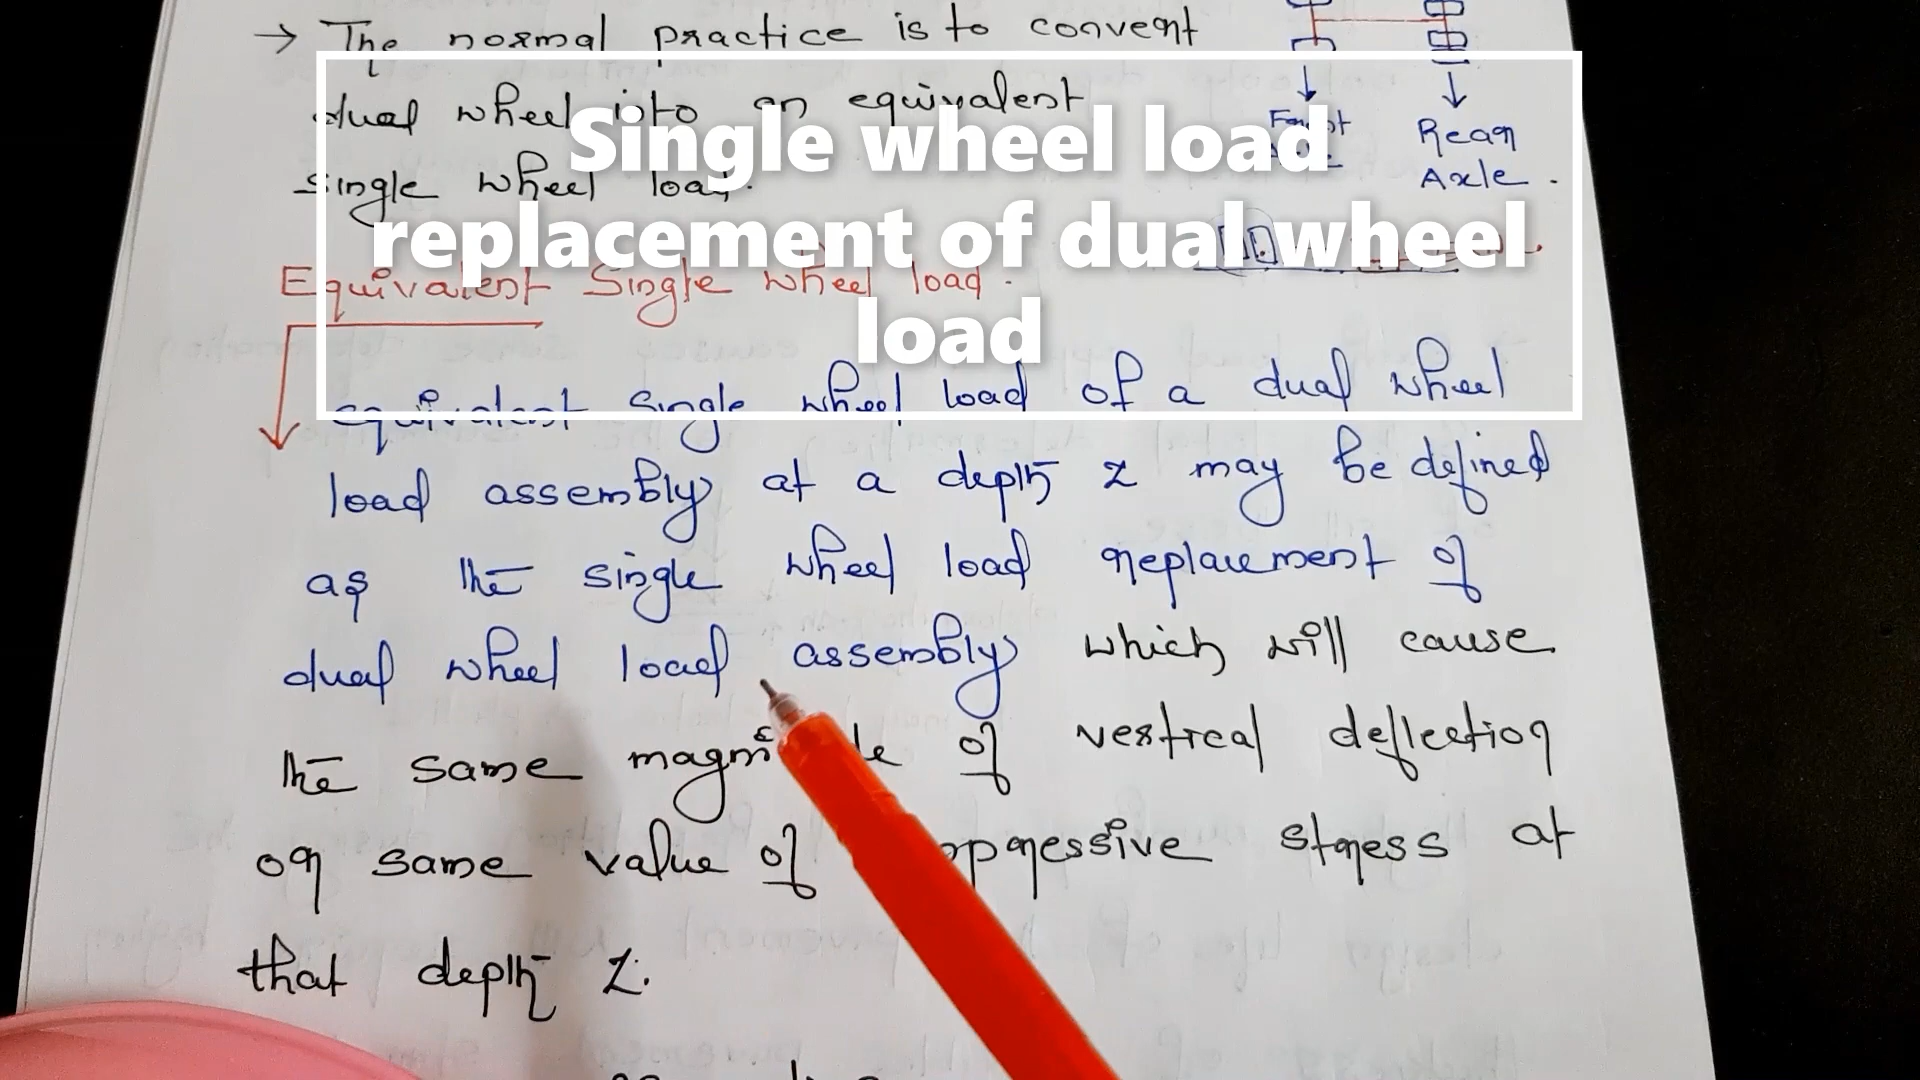 → The normal practice is to convert
dual wheel into an equivalent
single wheel load.
Rear
Axle.
Single wheel load
replacement of dual wheel
load
Equivalent Single wheel load.
equivalent single wheel load of a dual wheel
load assembly at a depth z may be defined
as the single wheel load replacement of
dual wheel load assembly which will cause
the same of vertical deflection
or same value of stress at
that depth z.